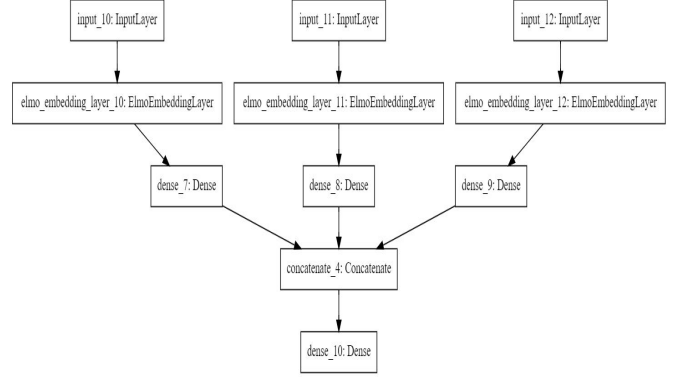 input_10: InputLayer
input_11: InputLayer
input_12: InputLayer
elmo_embedding_layer_10: ElmoEmbeddingLayer
elmo_embedding_layer_11: ElmoEmbeddingLayer
elmo_embedding_layer_12: ElmoEmbeddingLayer
dense_7: Dense
dense_8: Dense
dense_9: Dense
concatenate_4: Concatenate
dense_10: Dense